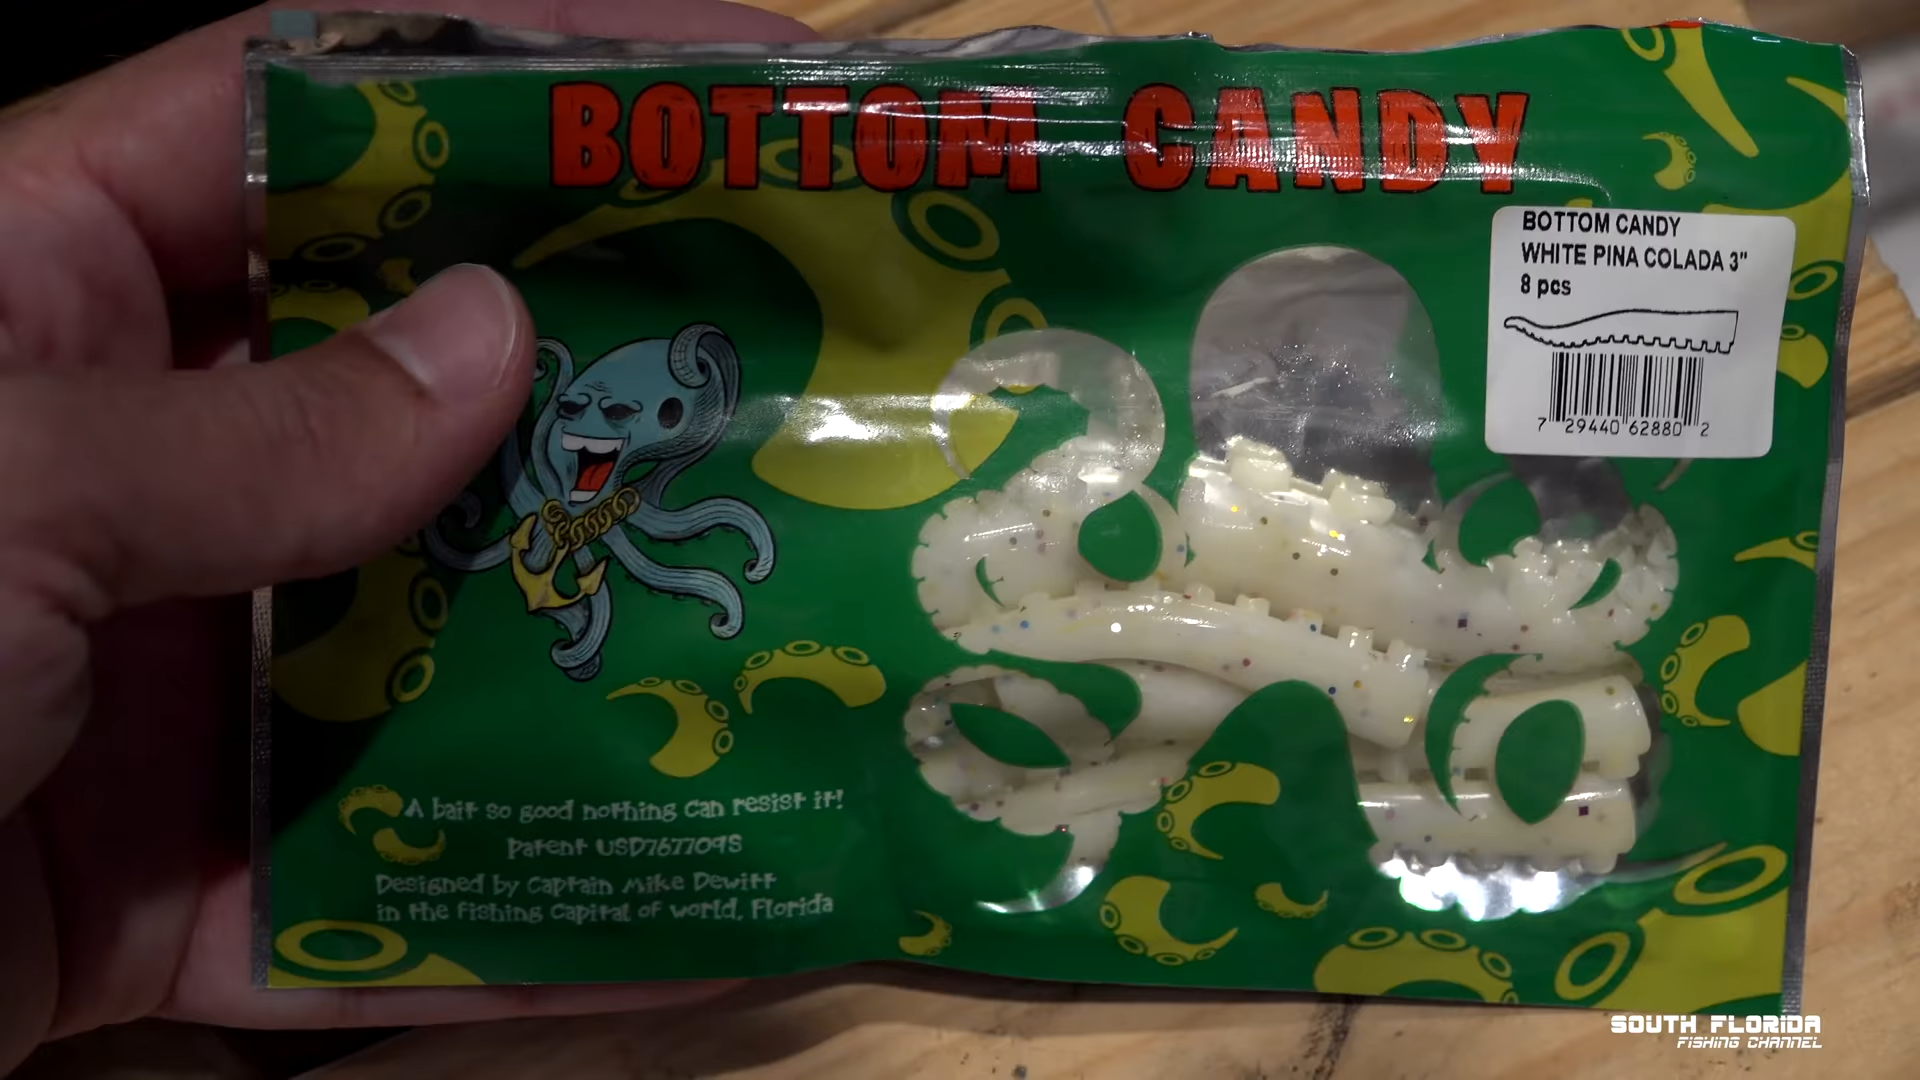 BOTTOM CANDY
BOTTOM CANDY
WHITE PINA COLADA 3"
8 pcs
7 29440 62880 2
A bait so good nothing can resist it!
Patent USD767709S
Designed by Captain Mike Dewitt
in the fishing capital of world, Florida
SOUTH FLORIDA
FISHING CHANNEL